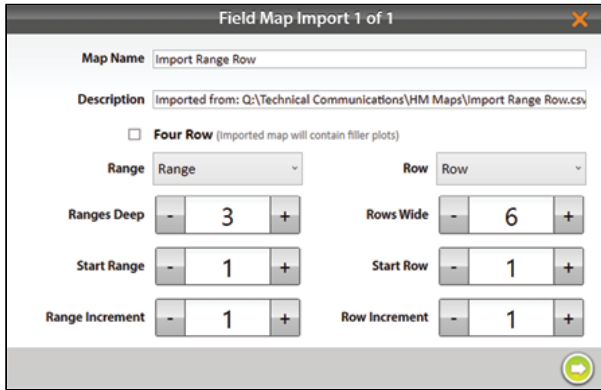 Field Map Import 1 of 1
Map Name Import Range Row
Description Imported from: Q:\Technical Communications\HM Maps\Import Range Row.csv
Four Row (Imported map will contain filler plots)
Range Range Row Row
Ranges Deep - 3 + Rows Wide - 6 +
Start Range - 1 + Start Row - 1 +
Range Increment - 1 + Row Increment - 1 +